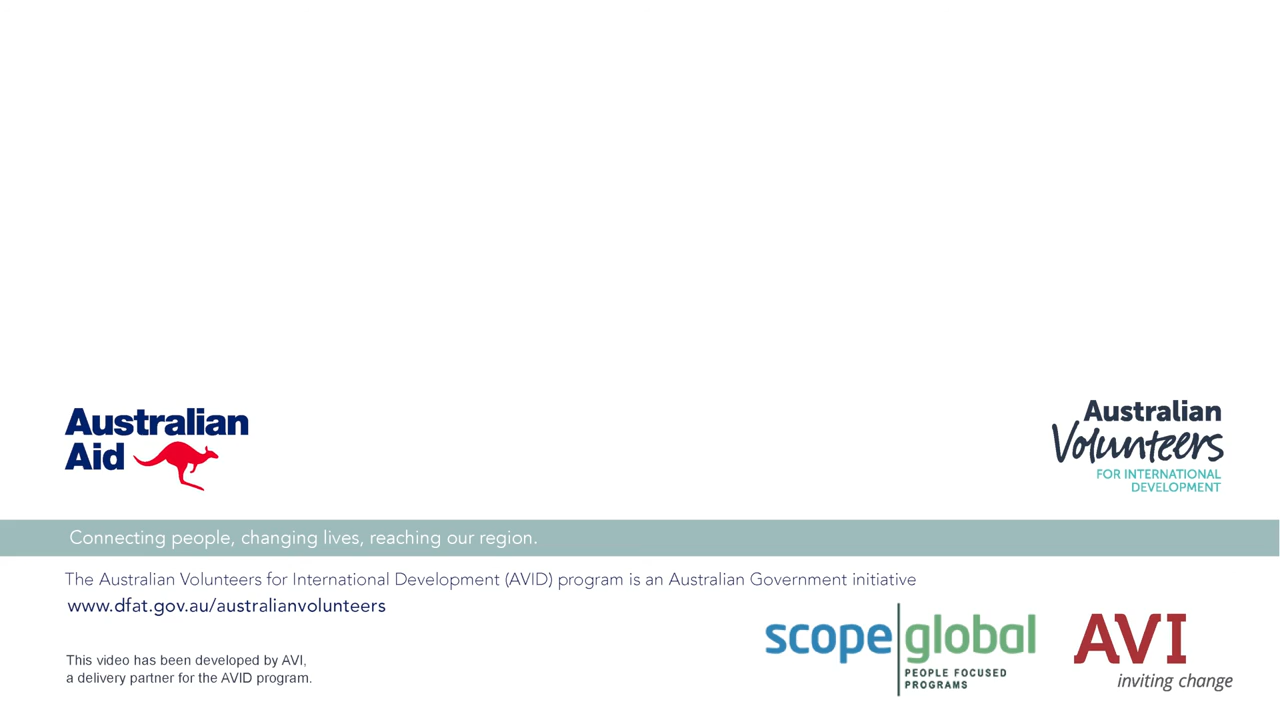 Australian
Aid
Australian
Volunteers
FOR INTERNATIONAL
DEVELOPMENT
Connecting people, changing lives, reaching our region.
The Australian Volunteers for International Development (AVID) program is an Australian Government initiative
www.dfat.gov.au/australianvolunteers
scope global
PEOPLE FOCUSED
PROGRAMS
AVI
inviting change
This video has been developed by AVI,
a delivery partner for the AVID program.